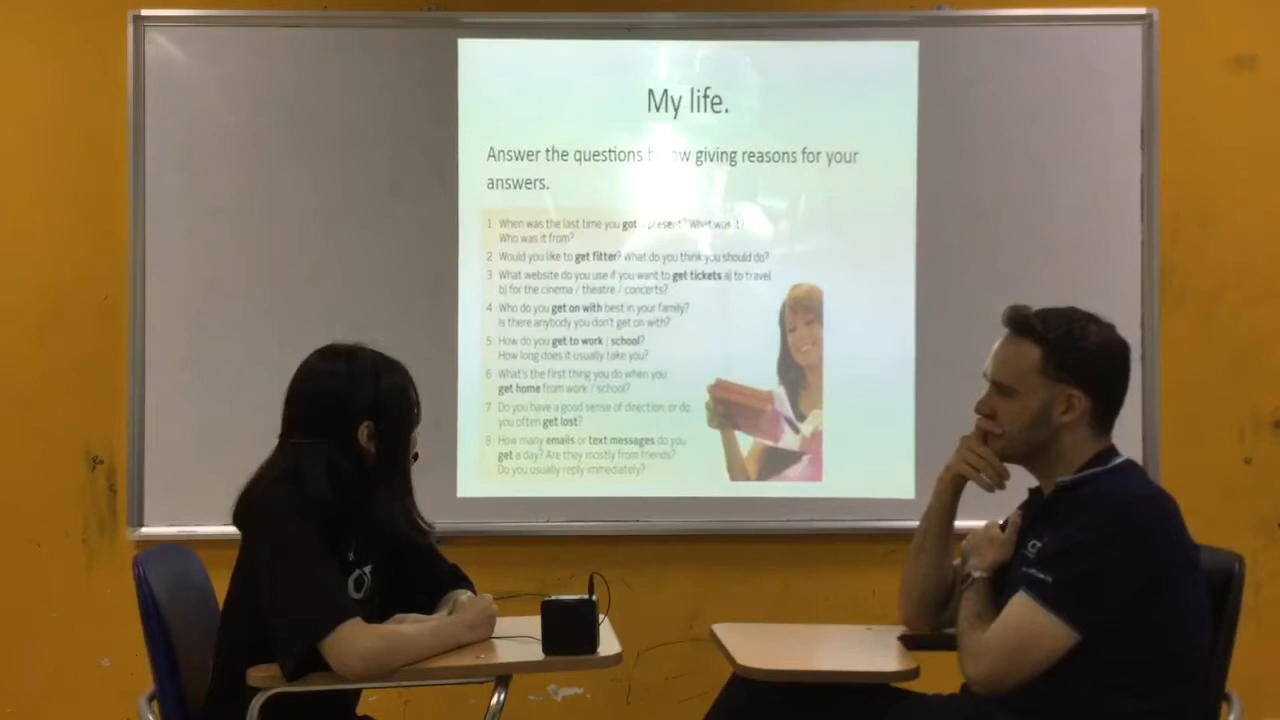 My life.
Answer the questions below giving reasons for your
answers.
1 When was the last time you got a present? What was it?
Who was it from?
2 Would you like to get fitter? What do you think you should do?
3 What website do you use if you want to get tickets a) to travel
b) for the cinema / theatre / concerts?
4 Who do you get on with best in your family?
Is there anybody you don't get on with?
5 How do you get to work / school?
How long does it usually take you?
6 What's the first thing you do when you
get home from work / school?
7 Do you have a good sense of direction, or do
you often get lost?
8 How many emails or text messages do you
get a day? Are they mostly from friends?
Do you usually reply immediately?